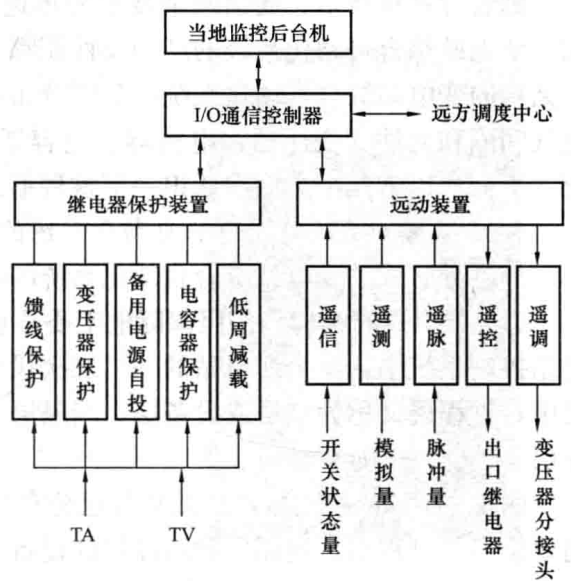 当地监控后台机
I/O通信控制器
远方调度中心
继电器保护装置
远动装置
馈线保护
变压器保护
备用电源自投
电容器保护
低周减载
遥信
遥测
遥脉
遥控
遥调
开关状态量
模拟量
脉冲量
出口继电器
变压器分接头
TA
TV